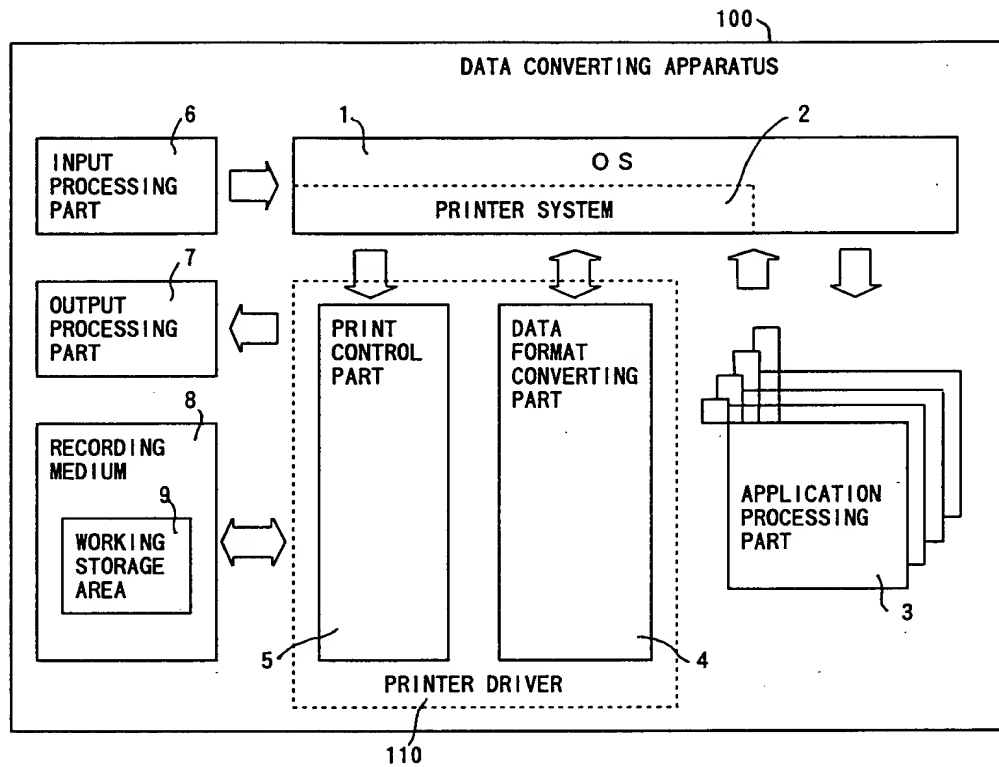 100
DATA CONVERTING APPARATUS
6
INPUT
PROCESSING
PART
1
OS
2
PRINTER SYSTEM
7
OUTPUT
PROCESSING
PART
PRINT
CONTROL
PART
DATA
FORMAT
CONVERTING
PART
8
RECORDING
MEDIUM
9
WORKING
STORAGE
AREA
APPLICATION
PROCESSING
PART
3
5
4
PRINTER DRIVER
110